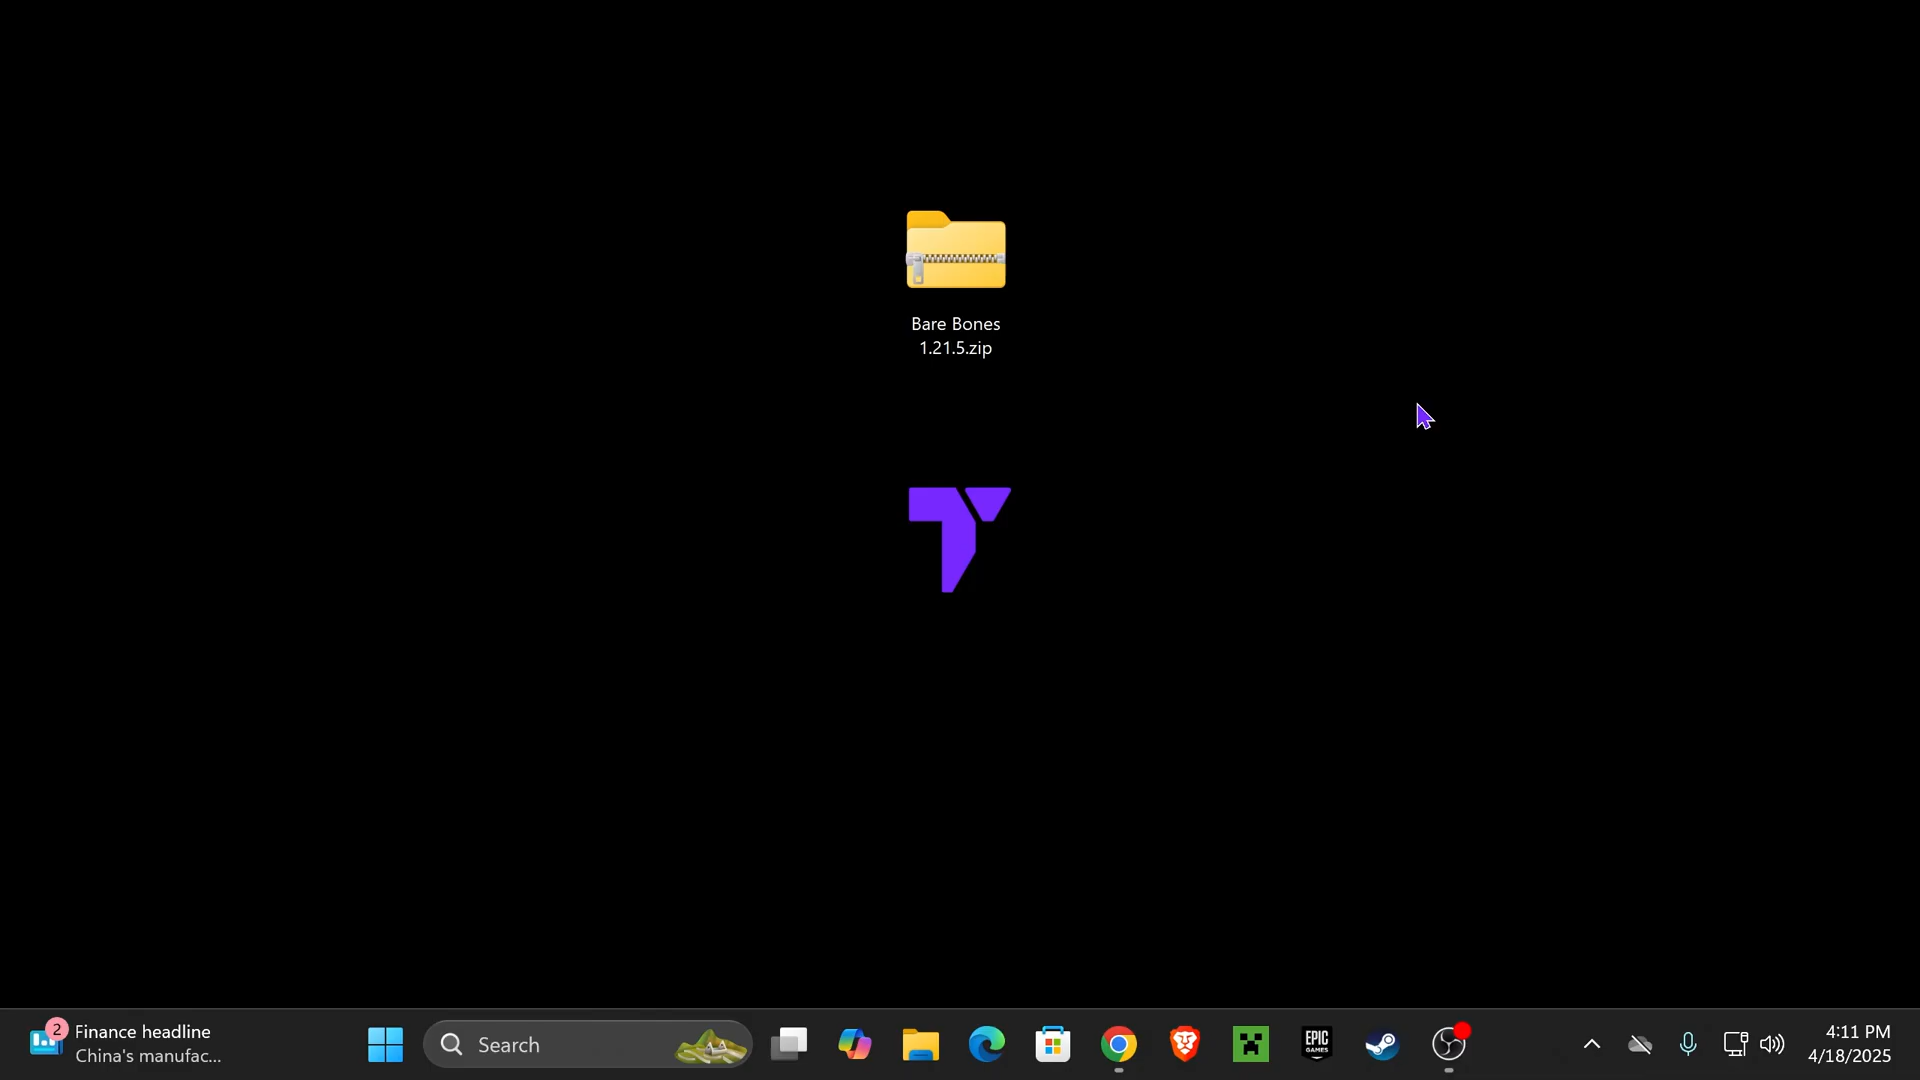 Bare Bones
1.21.5.zip
2
Finance headline
China's manufac...
Search
EPIC
GAMES
4:11 PM
4/18/2025